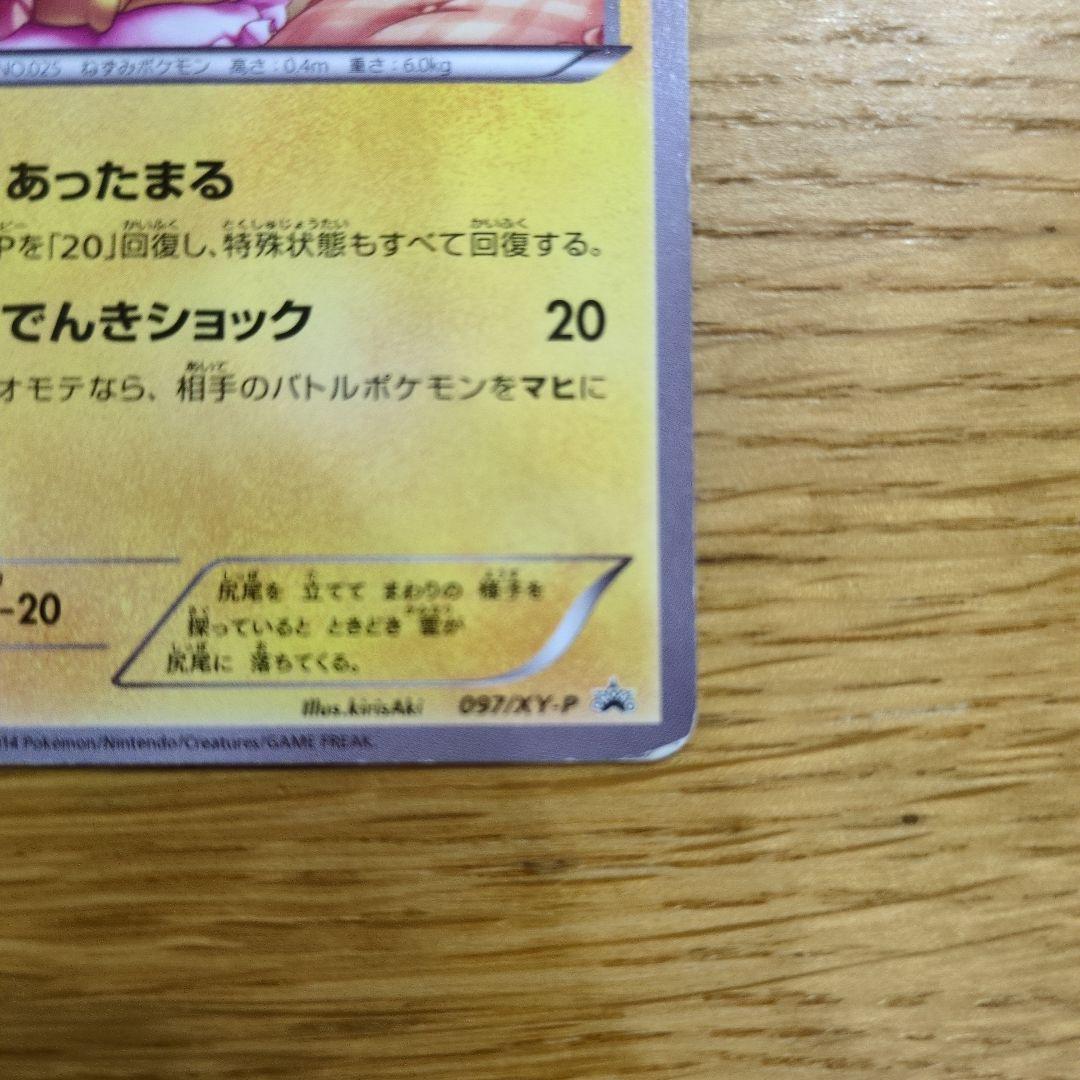 NO.025 ねずみポケモン 高さ:0.4m 重さ:6.0kg
あったまる
Pを「20」回復し、特殊状態もすべて回復する。
でんきショック 20
オモテなら、相手のバトルポケモンをマヒに
-20
尻尾を 立てて まわりの 様子を
探っていると ときどき 雷が
尻尾に 落ちてくる。
Illus.kirisAki 097/XY-P
14 Pokémon/Nintendo/Creatures/GAME FREAK